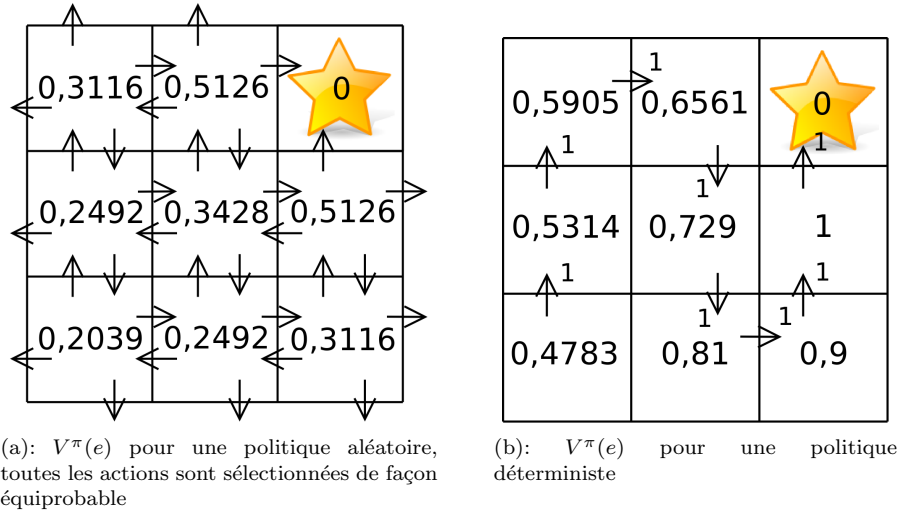 0,3116 0,5126 0
0,2492 0,3428 0,5126
0,2039 0,2492 0,3116
(a): Vπ(e) pour une politique aléatoire,
toutes les actions sont sélectionnées de façon
équiprobable
1
0,5905 0,6561 0
1 1 1
0,5314 0,729 1
1 1 1 1
0,4783 0,81 0,9
(b): Vπ(e) pour une politique
déterministe